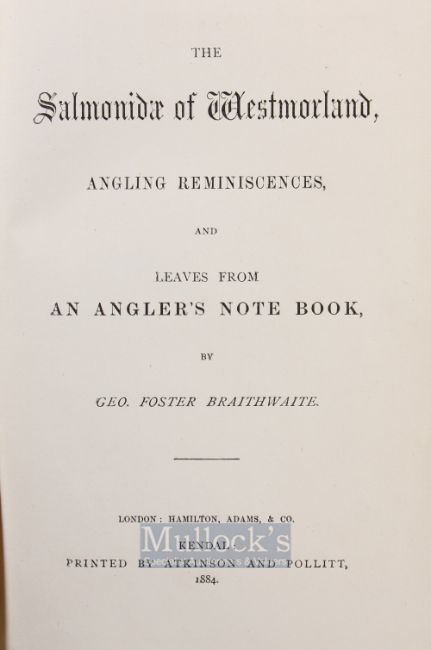 THE
Salmonidæ of Westmorland,
ANGLING REMINISCENCES,
AND
LEAVES FROM
AN ANGLER'S NOTE BOOK,
BY
GEO. FOSTER BRAITHWAITE.
LONDON: HAMILTON, ADAMS, & CO.
Mullock's
KENDAL:
PRINTED BY ATKINSON AND POLLITT,
1884.